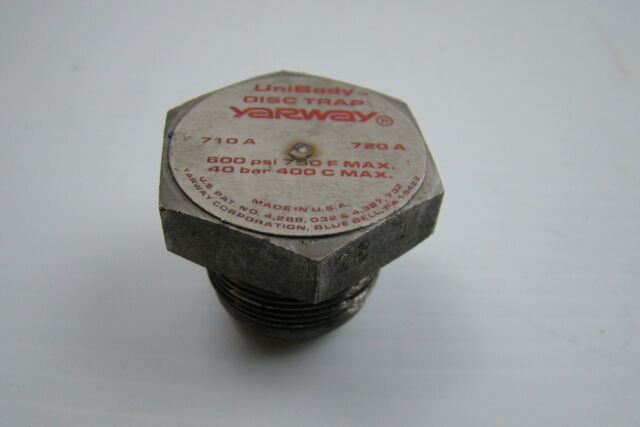 UniBody™
DISC TRAP
YARWAY®
710 A 720 A
600 psi 750 F MAX.
40 bar 400 C MAX.
MADE IN U.S.A.
U.S. PAT. NO. 4,288,032 & 4,387,732
YARWAY CORPORATION, BLUE BELL, PA 19422